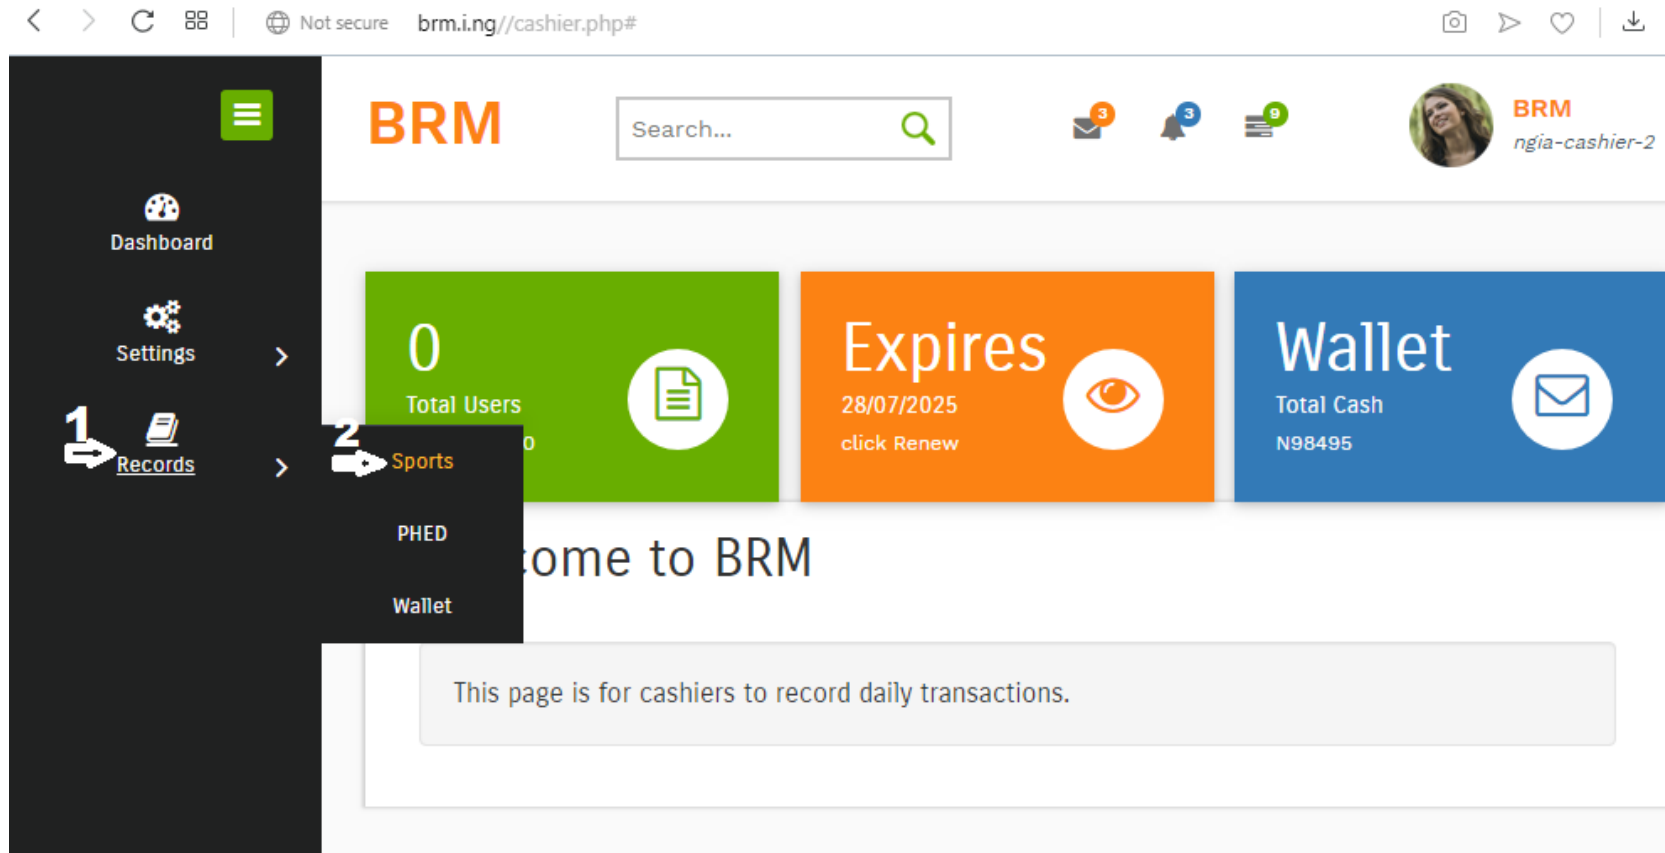 Not secure brm.i.ng//cashier.php#
BRM
Search...
3
3
9
BRM
ngia-cashier-2
Dashboard
Settings
1
Records
2
Sports
PHED
Wallet
0
Total Users
0
Expires
28/07/2025
click Renew
Wallet
Total Cash
N98495
come to BRM
This page is for cashiers to record daily transactions.